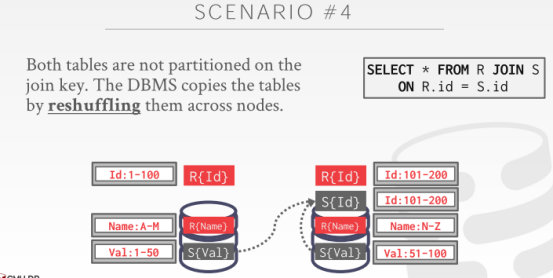 SCENARIO #4
Both tables are not partitioned on the
join key. The DBMS copies the tables
by reshuffling them across nodes.
SELECT * FROM R JOIN S
ON R.id = S.id
Id:1-100 R{Id} R{Id} Id:101-200
S{Id} Id:101-200
Name:A-M R{Name} R{Name} Name:N-Z
Val:1-50 S{Val} S{Val} Val:51-100